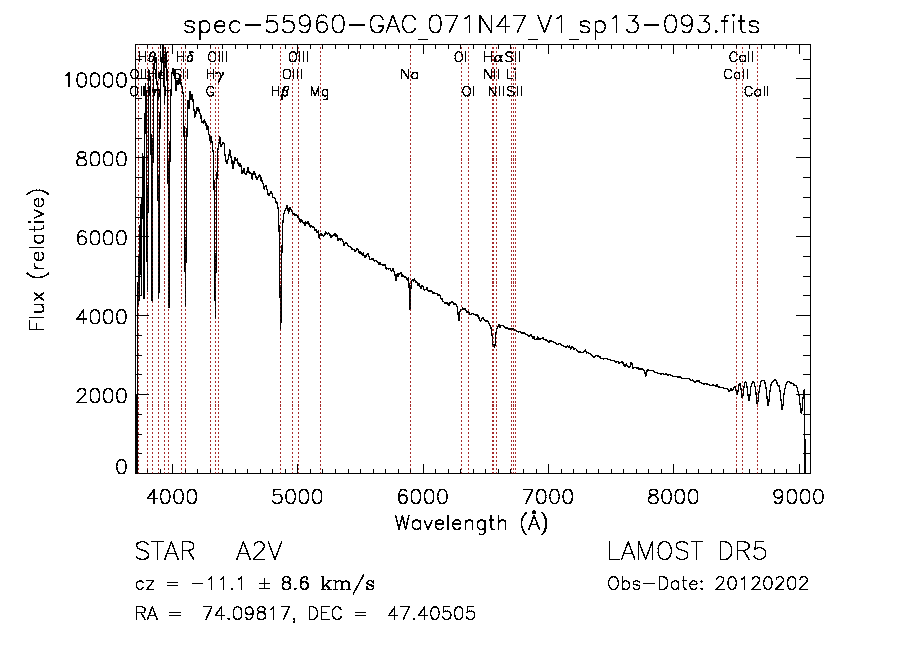 spec-55960-GAC_071N47_V1_sp13-093.fits
Hδ OIII OIII OI Hα SII CaII
Hγ OIII Na NII Li CaII
G Hβ Mg OI NII SII CaII
10000
8000
6000
4000
2000
0
Flux (relative)
4000 5000 6000 7000 8000 9000
Wavelength (Å)
STAR A2V LAMOST DR5
cz = -11.1 ± 8.6 km/s Obs-Date: 20120202
RA = 74.09817, DEC = 47.40505